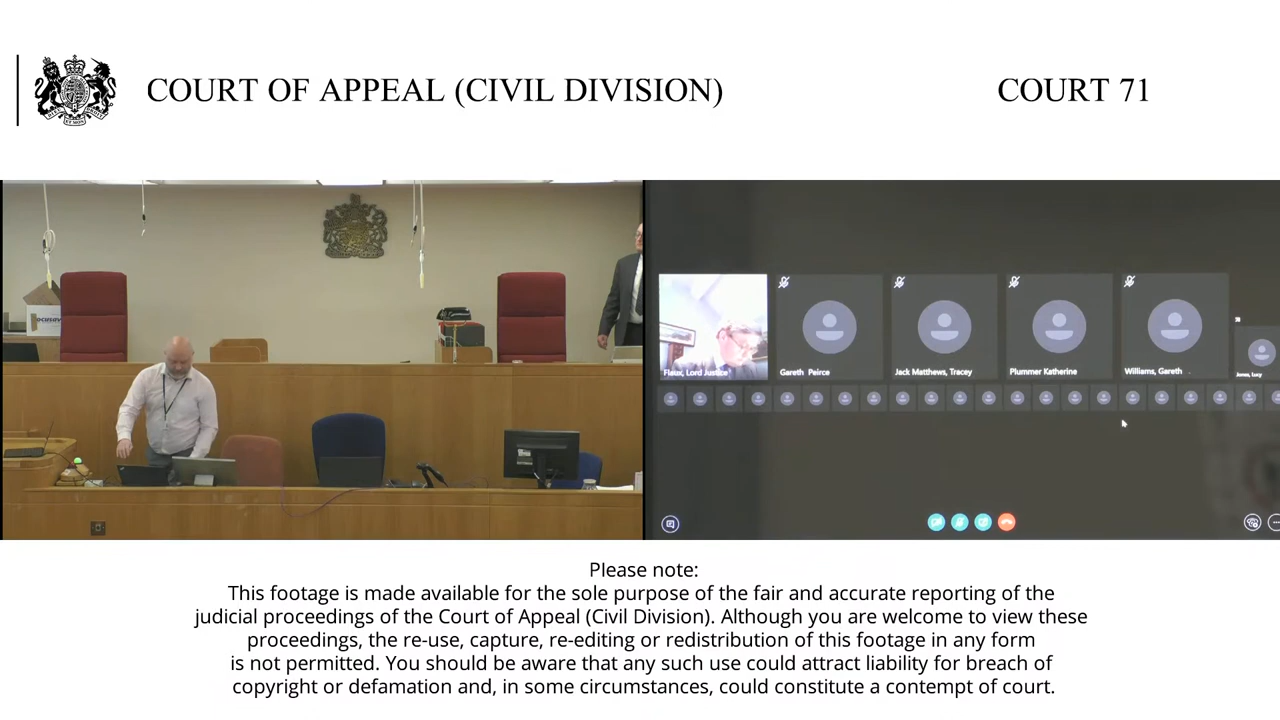 COURT OF APPEAL (CIVIL DIVISION)
COURT 71
Flaux, Lord Justice
Gareth Peirce
Jack Matthews, Tracey
Plummer Katherine
Williams, Gareth
Jones, Lucy
Please note:
This footage is made available for the sole purpose of the fair and accurate reporting of the
judicial proceedings of the Court of Appeal (Civil Division). Although you are welcome to view these
proceedings, the re-use, capture, re-editing or redistribution of this footage in any form
is not permitted. You should be aware that any such use could attract liability for breach of
copyright or defamation and, in some circumstances, could constitute a contempt of court.